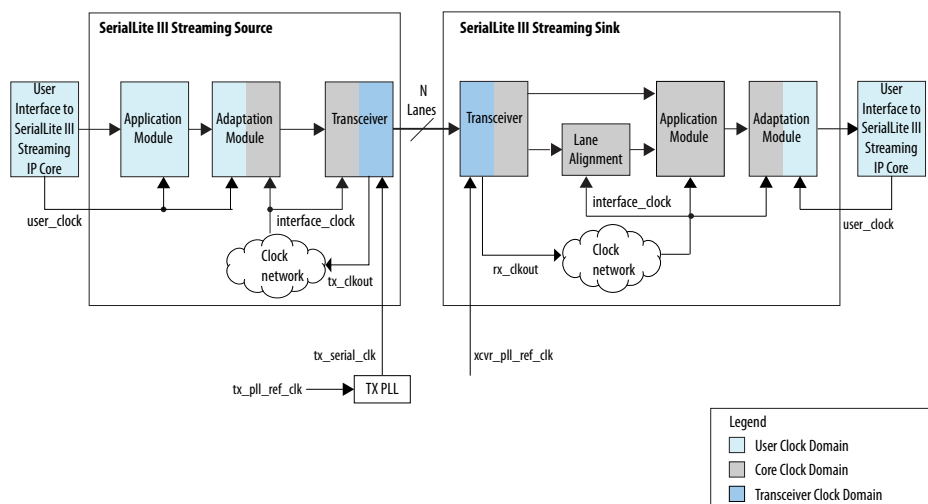 SerialLite III Streaming Source
SerialLite III Streaming Sink
User
Interface to
SerialLite III
Streaming
IP Core
Application
Module
Adaptation
Module
Transceiver
N
Lanes
Transceiver
Lane
Alignment
Application
Module
Adaptation
Module
User
Interface to
SerialLite III
Streaming
IP Core
user_clock
interface_clock
Clock
network
tx_clkout
interface_clock
rx_clkout
Clock
network
user_clock
tx_serial_clk
xcvr_pll_ref_clk
tx_pll_ref_clk
TX PLL
Legend
User Clock Domain
Core Clock Domain
Transceiver Clock Domain